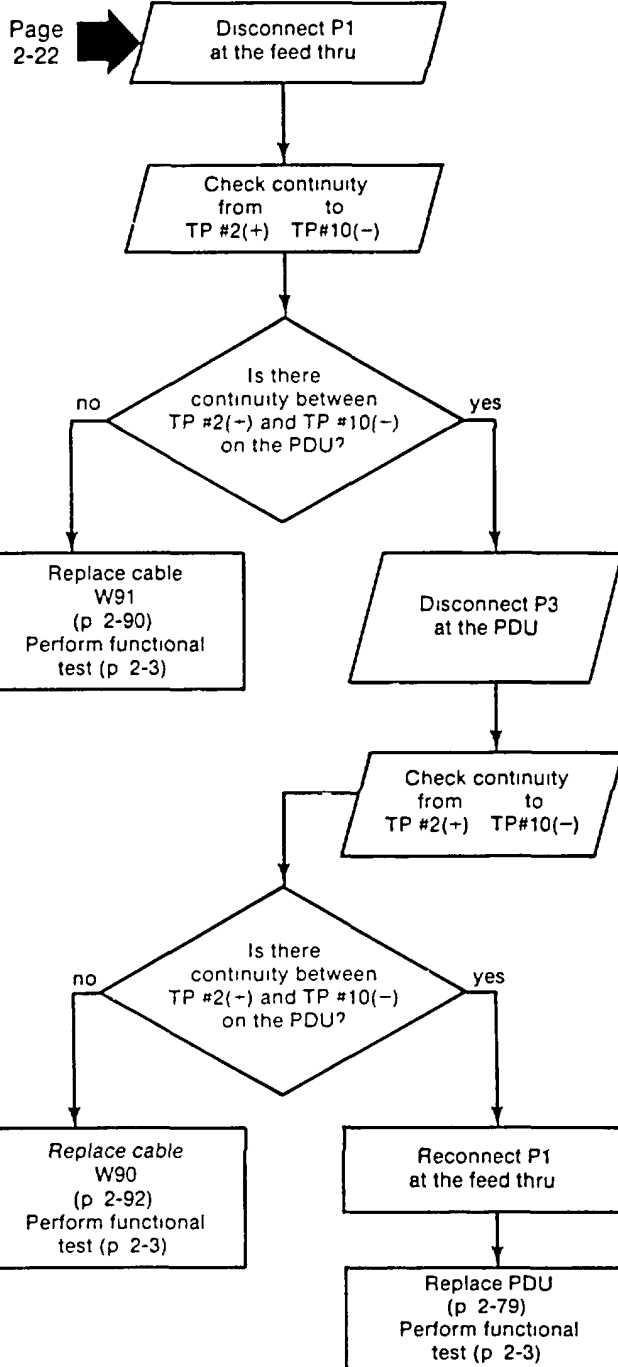 Page
2-22
Disconnect P1
at the feed thru
Check continuity
from to
TP #2(+) TP#10(−)
Is there
continuity between
TP #2(+) and TP #10(−)
on the PDU?
no
yes
Replace cable
W91
(p 2-90)
Perform functional
test (p 2-3)
Disconnect P3
at the PDU
Check continuity
from to
TP #2(+) TP#10(−)
Is there
continuity between
TP #2(+) and TP #10(−)
on the PDU?
no
yes
Replace cable
W90
(p 2-92)
Perform functional
test (p 2-3)
Reconnect P1
at the feed thru
Replace PDU
(p 2-79)
Perform functional
test (p 2-3)